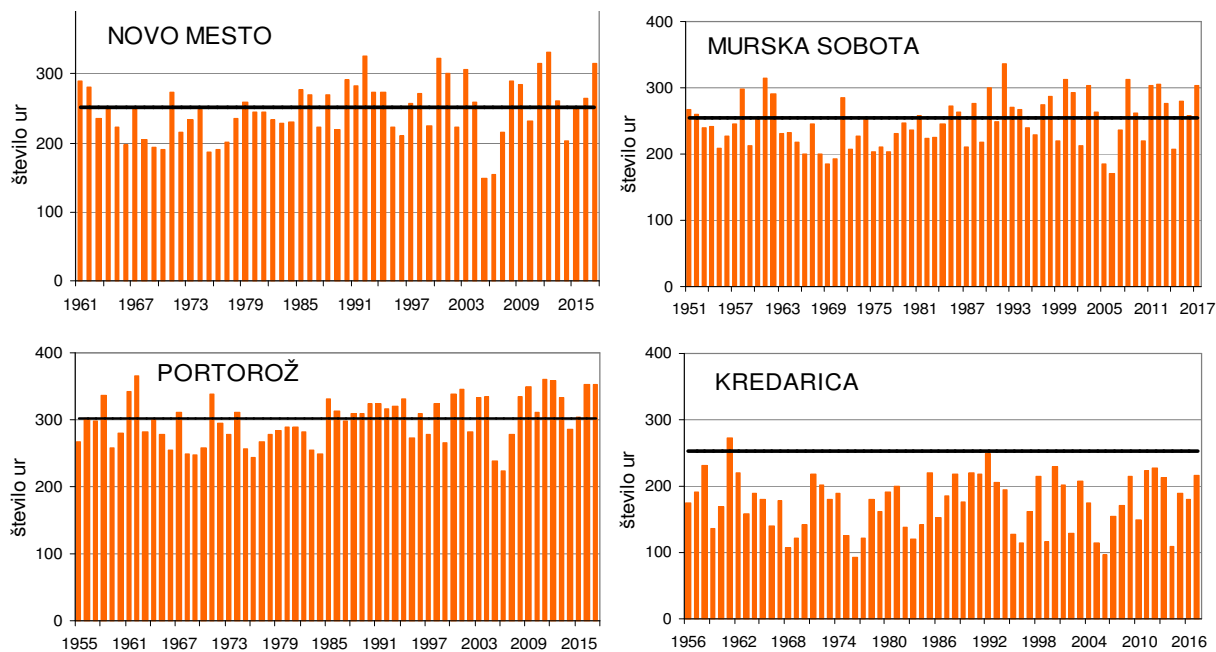 NOVO MESTO
število ur
300
200
100
0
1961 1967 1973 1979 1985 1991 1997 2003 2009 2015
MURSKA SOBOTA
število ur
400
300
200
100
0
1951 1957 1963 1969 1975 1981 1987 1993 1999 2005 2011 2017
PORTOROŽ
število ur
400
300
200
100
0
1955 1961 1967 1973 1979 1985 1991 1997 2003 2009 2015
KREDARICA
število ur
400
300
200
100
0
1956 1962 1968 1974 1980 1986 1992 1998 2004 2010 2016